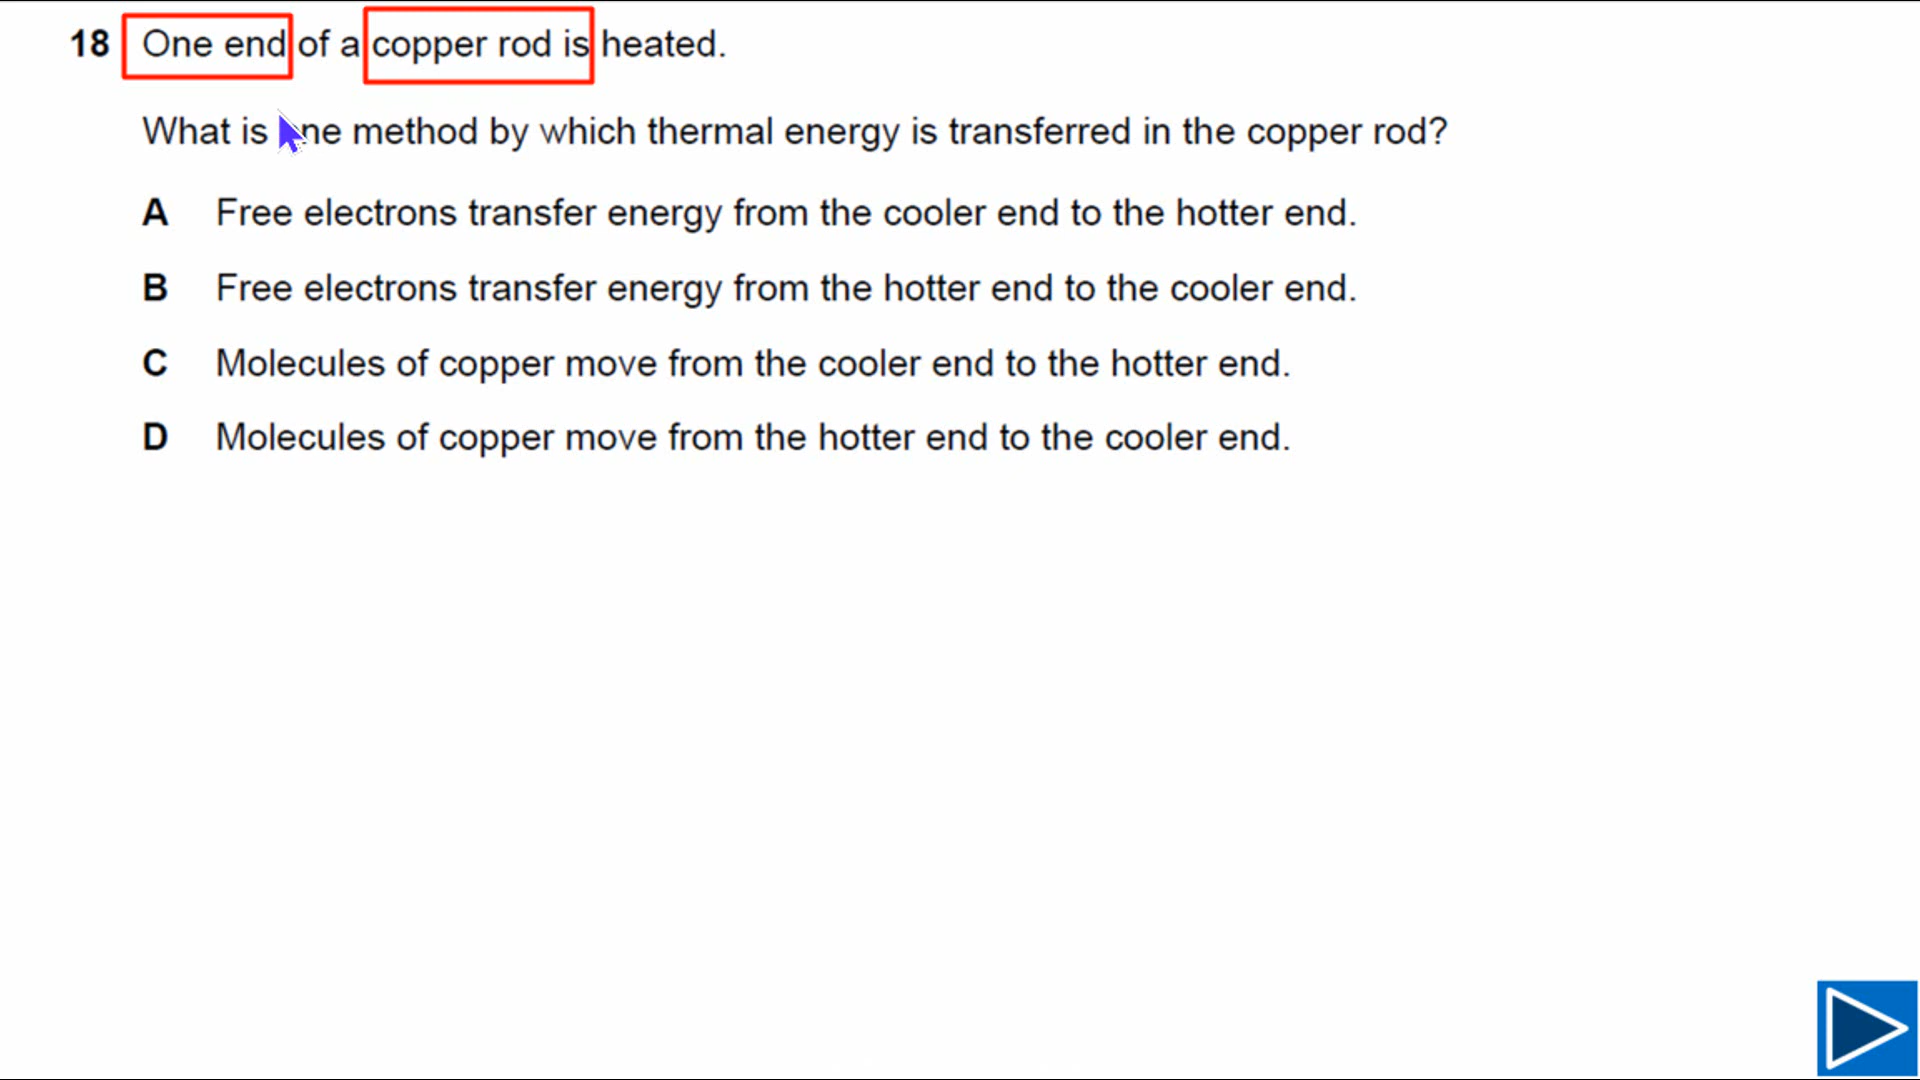 18 One end of a copper rod is heated.
What is one method by which thermal energy is transferred in the copper rod?
A Free electrons transfer energy from the cooler end to the hotter end.
B Free electrons transfer energy from the hotter end to the cooler end.
C Molecules of copper move from the cooler end to the hotter end.
D Molecules of copper move from the hotter end to the cooler end.